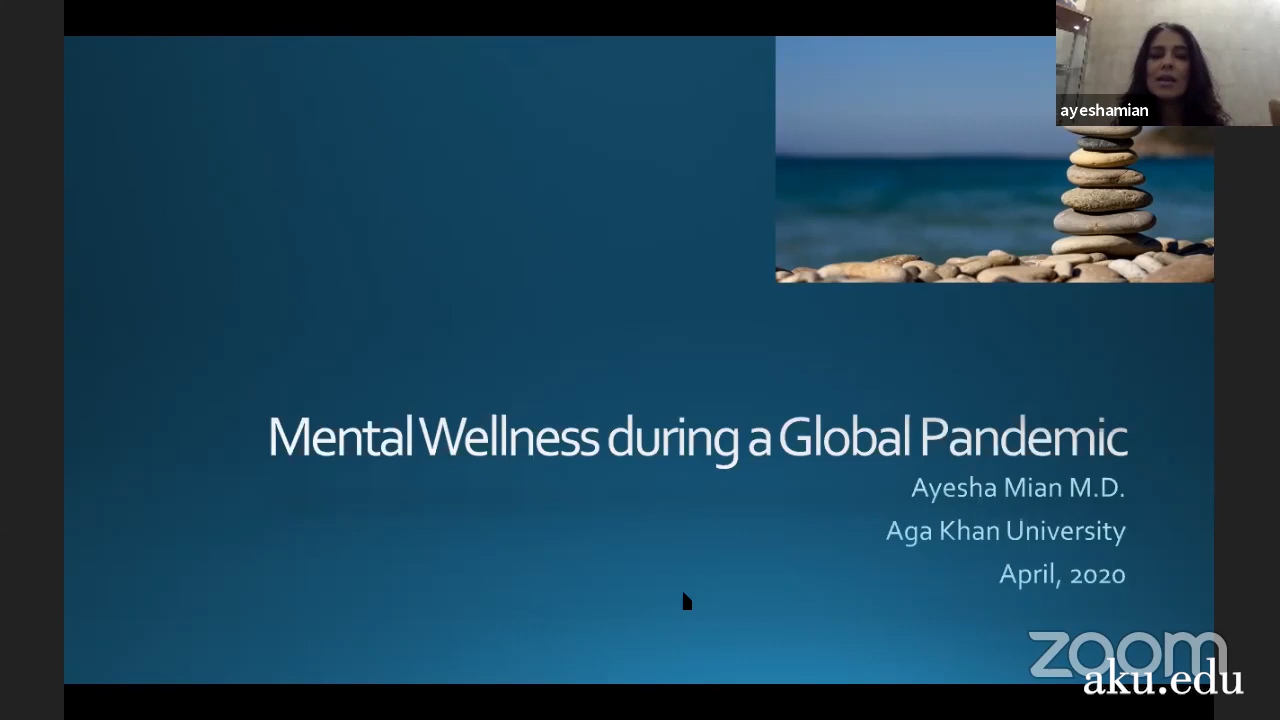 ayeshamian
Mental Wellness during a Global Pandemic
Ayesha Mian M.D.
Aga Khan University
April, 2020
zoom
aku.edu